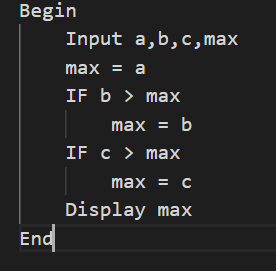 Begin
    Input a,b,c,max
    max = a
    IF b > max
        max = b
    IF c > max
        max = c
    Display max
End